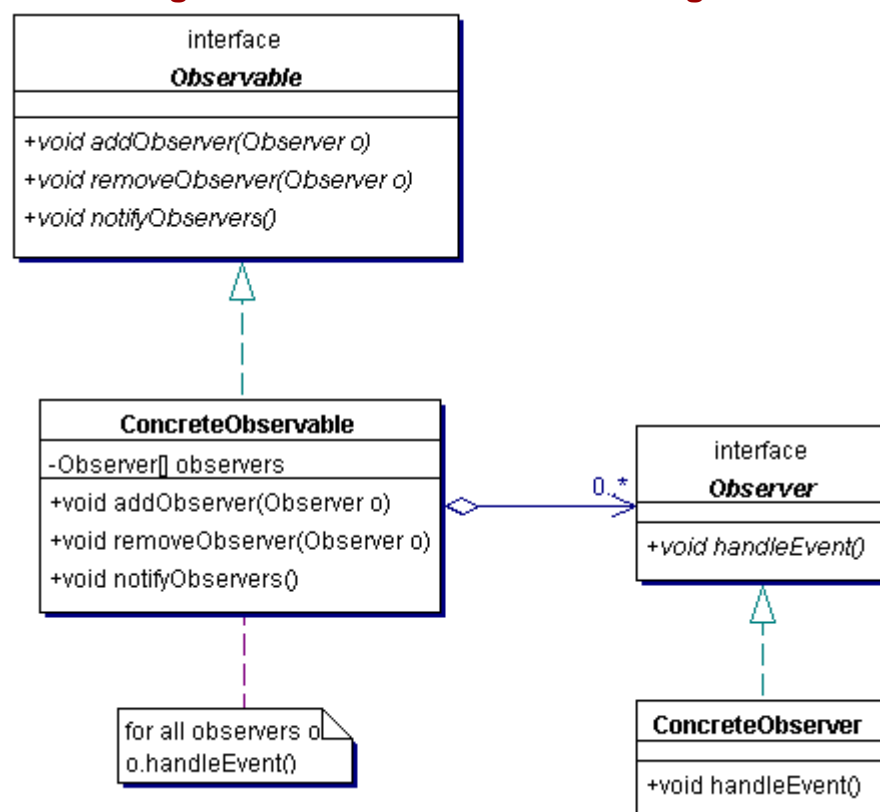 interface
Observable
+void addObserver(Observer o)
+void removeObserver(Observer o)
+void notifyObservers()
ConcreteObservable
-Observer[] observers
+void addObserver(Observer o)
+void removeObserver(Observer o)
+void notifyObservers()
0..*
interface
Observer
+void handleEvent()
for all observers o
o.handleEvent()
ConcreteObserver
+void handleEvent()